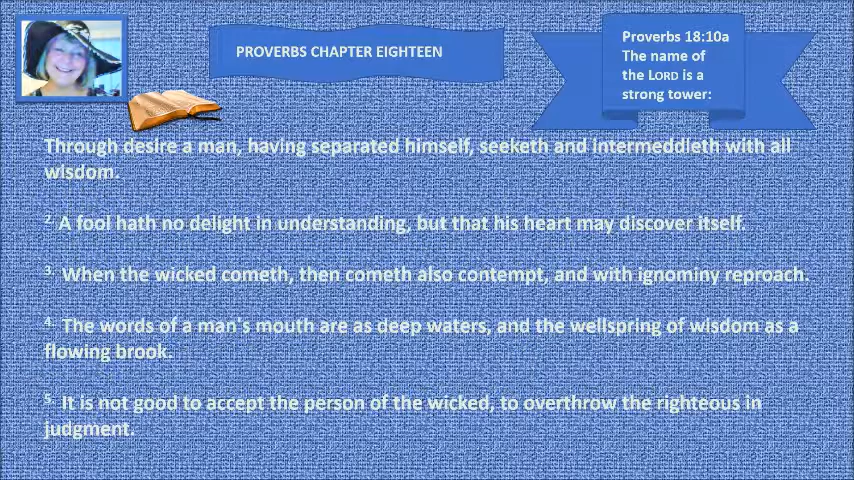 PROVERBS CHAPTER EIGHTEEN
Proverbs 18:10a
The name of
the LORD is a
strong tower:
Through desire a man, having separated himself, seeketh and intermeddleth with all
wisdom.
2. A fool hath no delight in understanding, but that his heart may discover itself.
3. When the wicked cometh, then cometh also contempt, and with ignominy reproach.
4. The words of a man's mouth are as deep waters, and the wellspring of wisdom as a
flowing brook.
5. It is not good to accept the person of the wicked, to overthrow the righteous in
judgment.